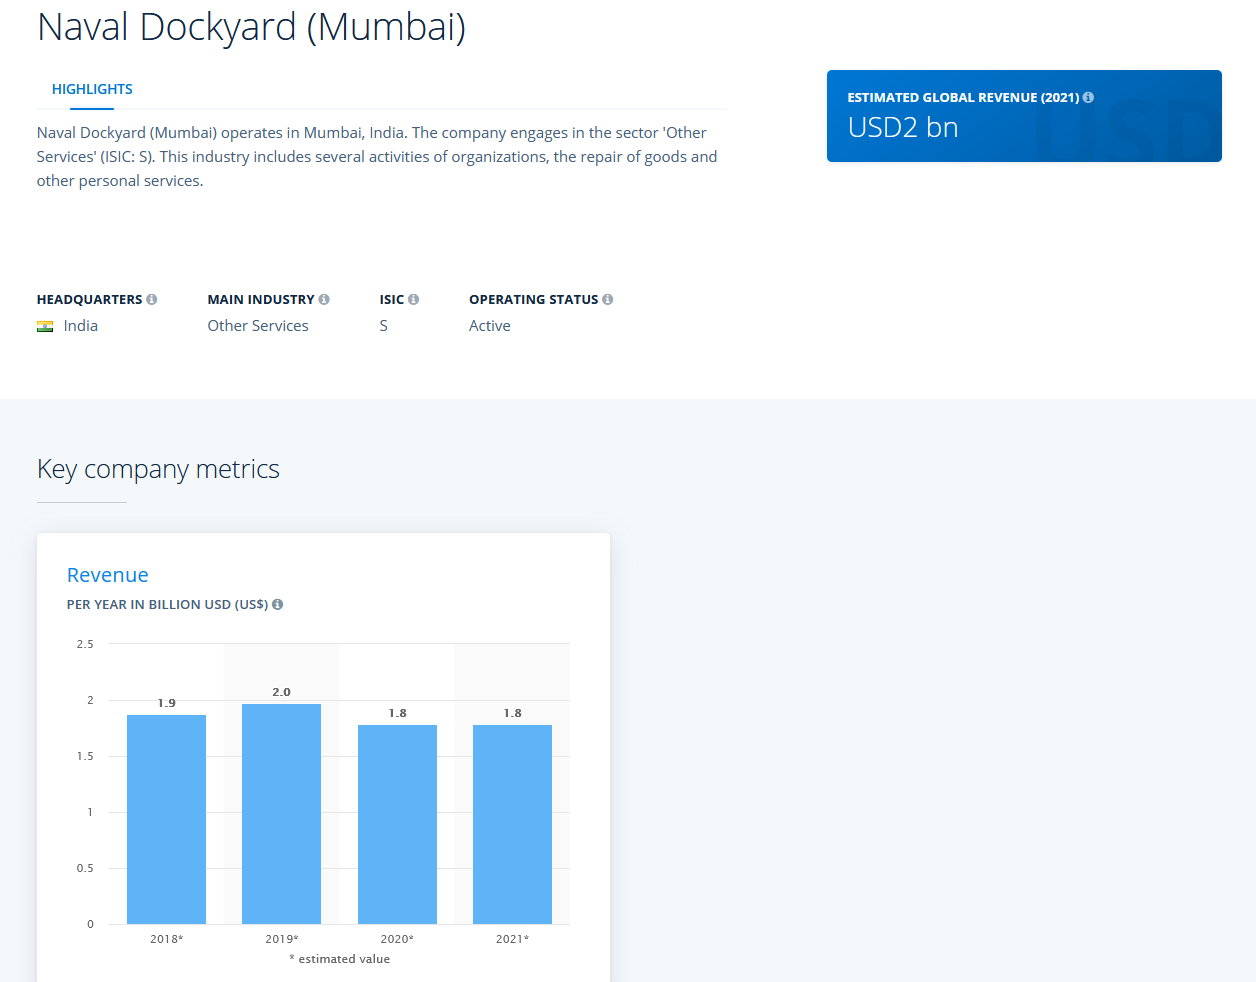 Naval Dockyard (Mumbai)
HIGHLIGHTS
Naval Dockyard (Mumbai) operates in Mumbai, India. The company engages in the sector 'Other
Services' (ISIC: S). This industry includes several activities of organizations, the repair of goods and
other personal services.
ESTIMATED GLOBAL REVENUE (2021)
USD2 bn
USD
HEADQUARTERS
India
MAIN INDUSTRY
Other Services
ISIC
S
OPERATING STATUS
Active
Key company metrics
Revenue
PER YEAR IN BILLION USD (US$)
2.5
2
1.5
1
0.5
0
1.9
2.0
1.8
1.8
2018*
2019*
2020*
2021*
* estimated value